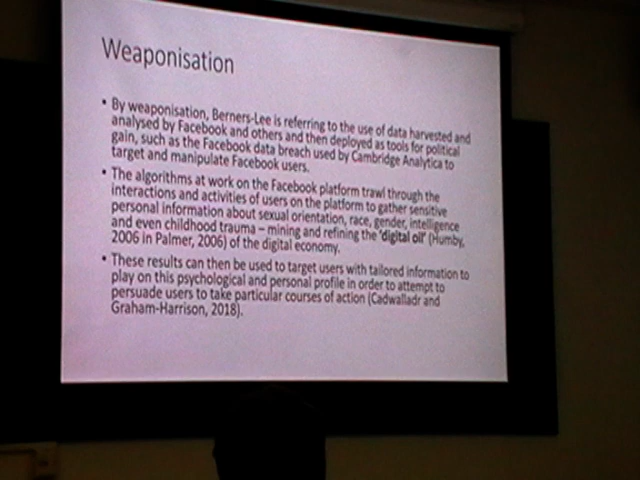 Weaponisation
• By weaponisation, Berners-Lee is referring to the use of data harvested and
analysed by Facebook and others and then deployed as tools for political
gain, such as the Facebook data breach used by Cambridge Analytica to
target and manipulate Facebook users.
• The algorithms at work on the Facebook platform trawl through the
interactions and activities of users on the platform to gather sensitive
personal information about sexual orientation, race, gender, intelligence
and even childhood trauma – mining and refining the 'digital oil' (Humby,
2006 in Palmer, 2006) of the digital economy.
• These results can then be used to target users with tailored information to
play on this psychological and personal profile in order to attempt to
persuade users to take particular courses of action (Cadwalladr and
Graham-Harrison, 2018).